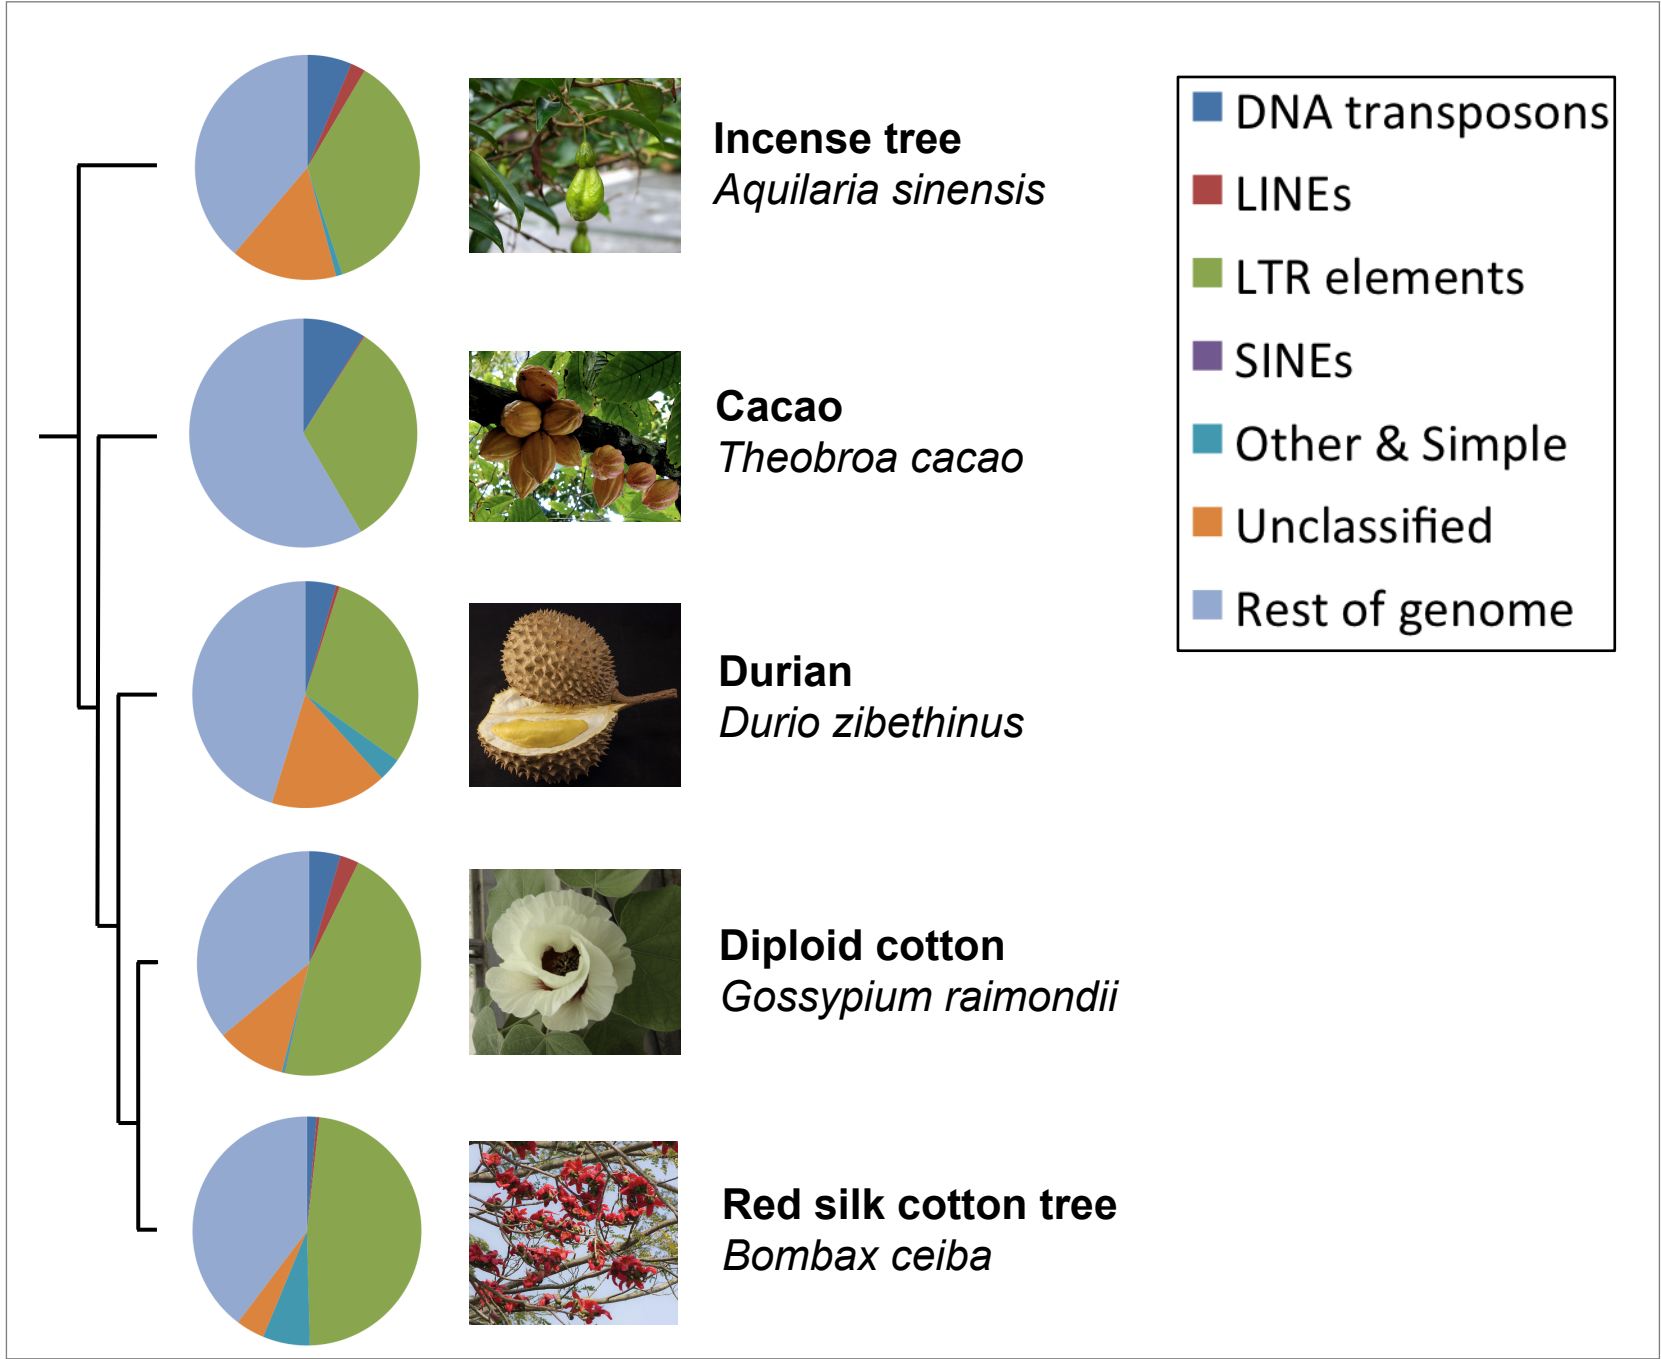 Incense tree
Aquilaria sinensis
Cacao
Theobroa cacao
Durian
Durio zibethinus
Diploid cotton
Gossypium raimondii
Red silk cotton tree
Bombax ceiba
DNA transposons
LINEs
LTR elements
SINEs
Other & Simple
Unclassified
Rest of genome